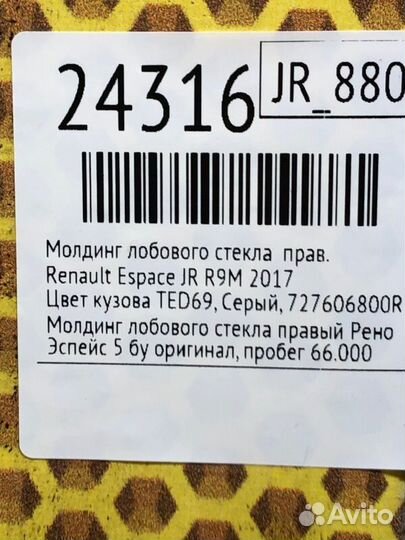 24316
JR_880
Молдинг лобового стекла прав.
Renault Espace JR R9M 2017
Цвет кузова TED69, Серый, 727606800R
Молдинг лобового стекла правый Рено
Эспейс 5 бу оригинал, пробег 66.000
Avito